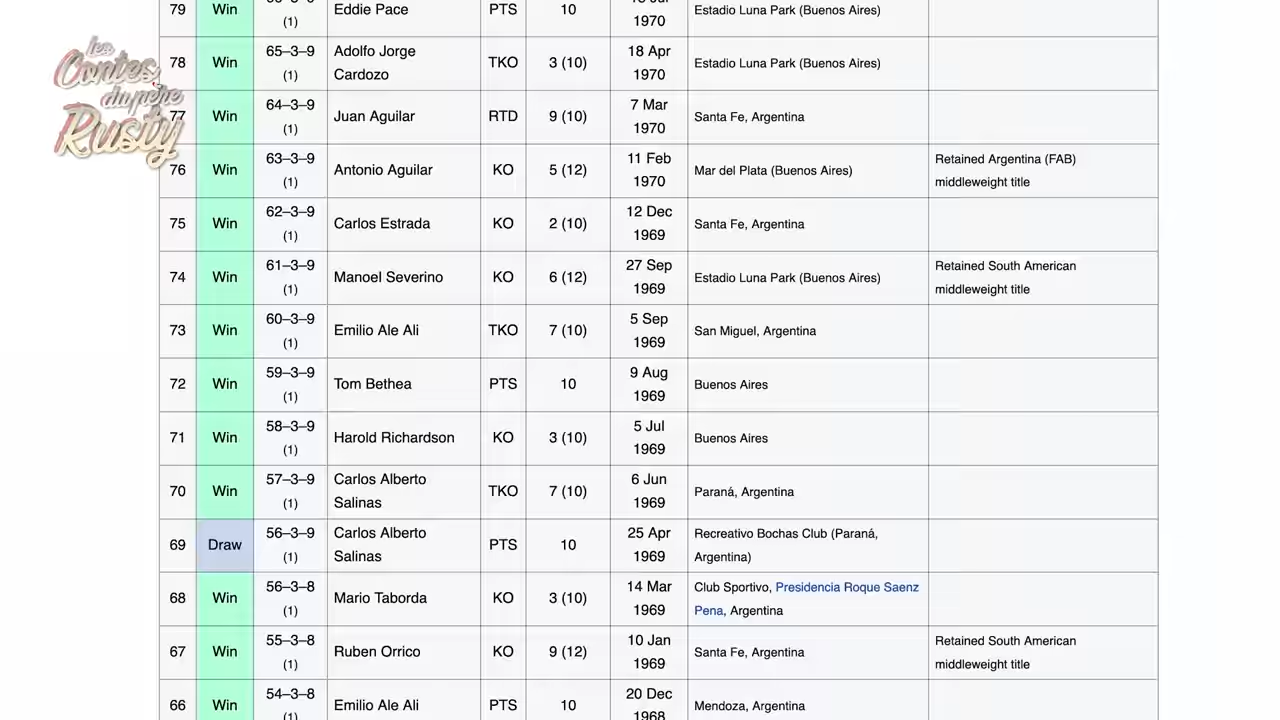 les
Contes
du père
Rusty
79 Win (1) Eddie Pace PTS 10 1970 Estadio Luna Park (Buenos Aires)
78 Win 65–3–9 (1) Adolfo Jorge Cardozo TKO 3 (10) 18 Apr 1970 Estadio Luna Park (Buenos Aires)
77 Win 64–3–9 (1) Juan Aguilar RTD 9 (10) 7 Mar 1970 Santa Fe, Argentina
76 Win 63–3–9 (1) Antonio Aguilar KO 5 (12) 11 Feb 1970 Mar del Plata (Buenos Aires) Retained Argentina (FAB) middleweight title
75 Win 62–3–9 (1) Carlos Estrada KO 2 (10) 12 Dec 1969 Santa Fe, Argentina
74 Win 61–3–9 (1) Manoel Severino KO 6 (12) 27 Sep 1969 Estadio Luna Park (Buenos Aires) Retained South American middleweight title
73 Win 60–3–9 (1) Emilio Ale Ali TKO 7 (10) 5 Sep 1969 San Miguel, Argentina
72 Win 59–3–9 (1) Tom Bethea PTS 10 9 Aug 1969 Buenos Aires
71 Win 58–3–9 (1) Harold Richardson KO 3 (10) 5 Jul 1969 Buenos Aires
70 Win 57–3–9 (1) Carlos Alberto Salinas TKO 7 (10) 6 Jun 1969 Paraná, Argentina
69 Draw 56–3–9 (1) Carlos Alberto Salinas PTS 10 25 Apr 1969 Recreativo Bochas Club (Paraná, Argentina)
68 Win 56–3–8 (1) Mario Taborda KO 3 (10) 14 Mar 1969 Club Sportivo, Presidencia Roque Saenz Pena, Argentina
67 Win 55–3–8 (1) Ruben Orrico KO 9 (12) 10 Jan 1969 Santa Fe, Argentina Retained South American middleweight title
66 Win 54–3–8 (1) Emilio Ale Ali PTS 10 20 Dec 1968 Mendoza, Argentina